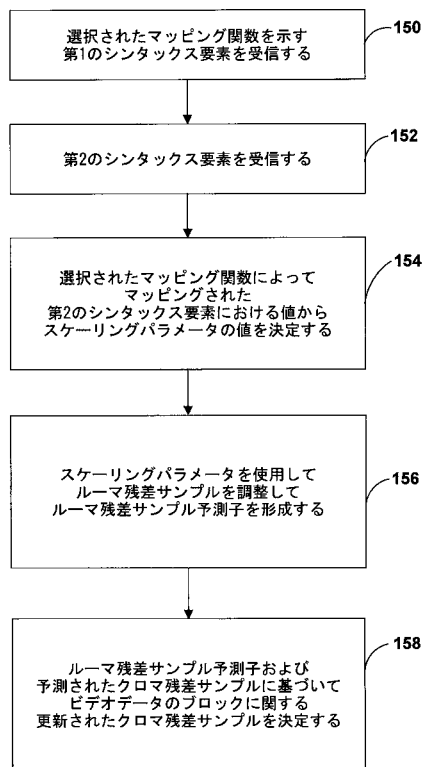 選択されたマッピング関数を示す
第1のシンタックス要素を受信する
150
第2のシンタックス要素を受信する
152
選択されたマッピング関数によって
マッピングされた
第2のシンタックス要素における値から
スケーリングパラメータの値を決定する
154
スケーリングパラメータを使用して
ルーマ残差サンプルを調整して
ルーマ残差サンプル予測子を形成する
156
ルーマ残差サンプル予測子および
予測されたクロマ残差サンプルに基づいて
ビデオデータのブロックに関する
更新されたクロマ残差サンプルを決定する
158